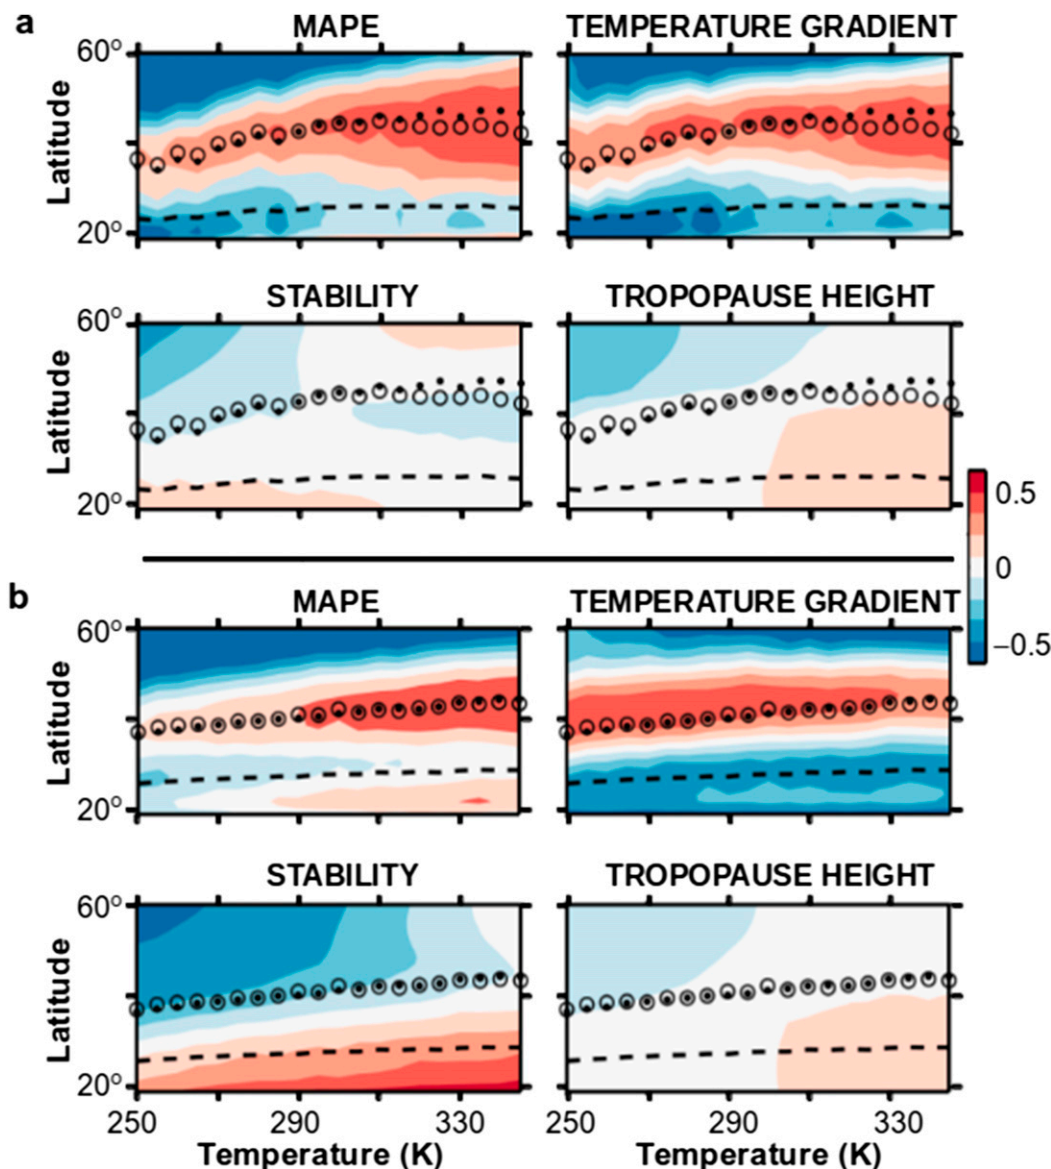 a
MAPE
TEMPERATURE GRADIENT
60°
Latitude
20°
STABILITY
TROPOPAUSE HEIGHT
60°
Latitude
20°
0.5
0
−0.5
b
MAPE
TEMPERATURE GRADIENT
60°
Latitude
20°
STABILITY
TROPOPAUSE HEIGHT
60°
Latitude
20°
250 290 330 250 290 330
Temperature (K) Temperature (K)